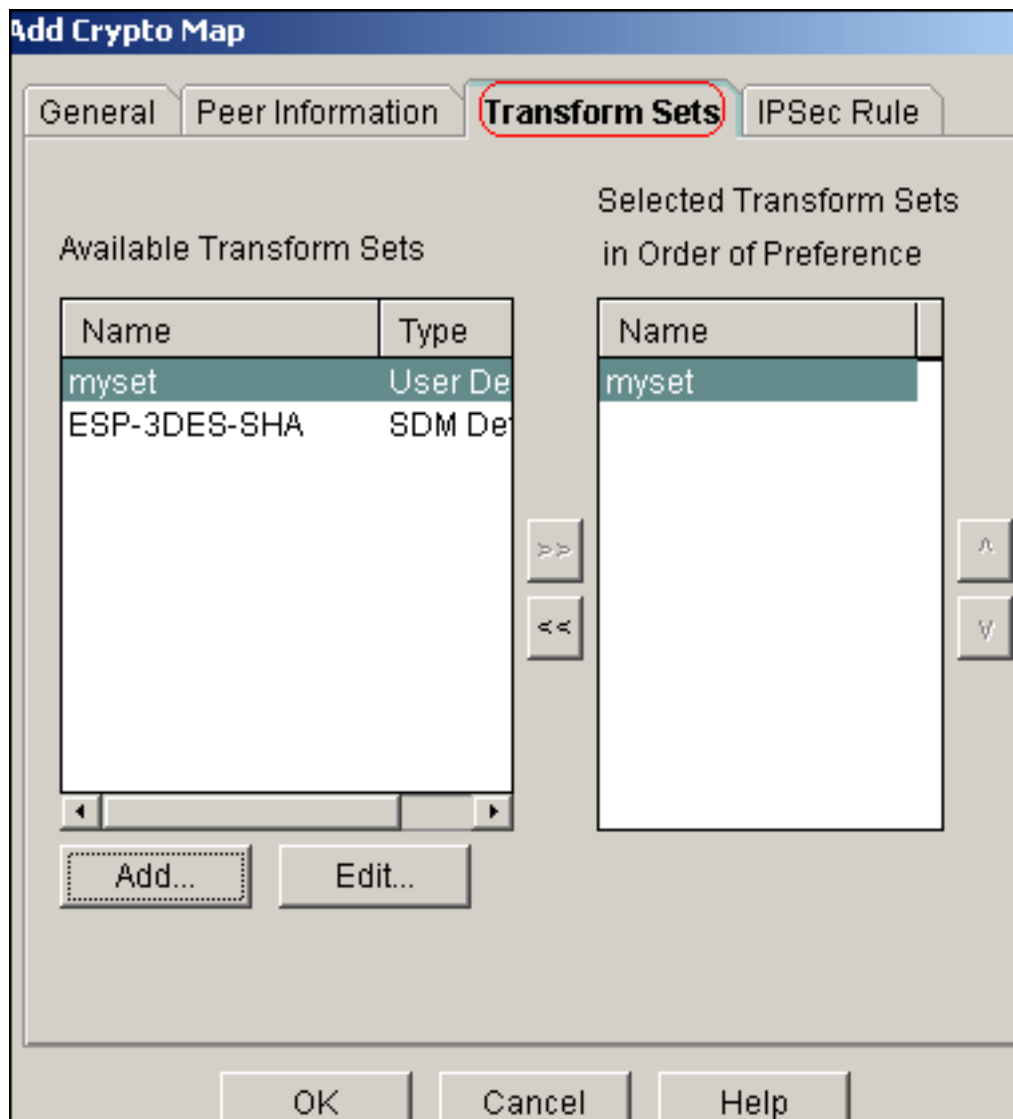 Add Crypto Map
General Peer Information Transform Sets IPSec Rule
Selected Transform Sets
in Order of Preference
Available Transform Sets
Name Type
myset User De
ESP-3DES-SHA SDM De
Name
myset
>>
<<
^
v
Add... Edit...
OK Cancel Help